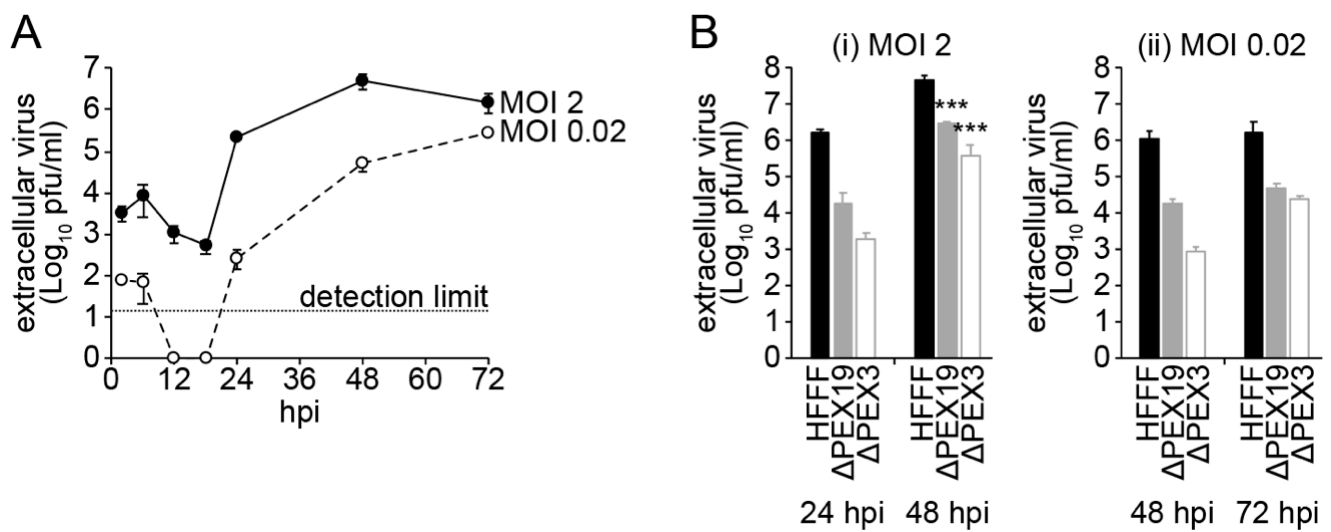 A
extracellular virus
(Log10 pfu/ml)
7
6
5
4
3
2
1
0
MOI 2
MOI 0.02
detection limit
0 12 24 36 48 60 72
hpi
B
(i) MOI 2
extracellular virus
(Log10 pfu/ml)
8
7
6
5
4
3
2
1
0
***
***
HFFF
ΔPEX19
ΔPEX3
HFFF
ΔPEX19
ΔPEX3
24 hpi 48 hpi
(ii) MOI 0.02
extracellular virus
(Log10 pfu/ml)
8
7
6
5
4
3
2
1
0
HFFF
ΔPEX19
ΔPEX3
HFFF
ΔPEX19
ΔPEX3
48 hpi 72 hpi